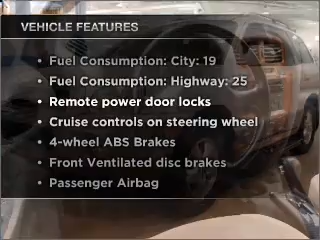 VEHICLE FEATURES
• Fuel Consumption: City: 19
• Fuel Consumption: Highway: 25
• Remote power door locks
• Cruise controls on steering wheel
• 4-wheel ABS Brakes
• Front Ventilated disc brakes
• Passenger Airbag